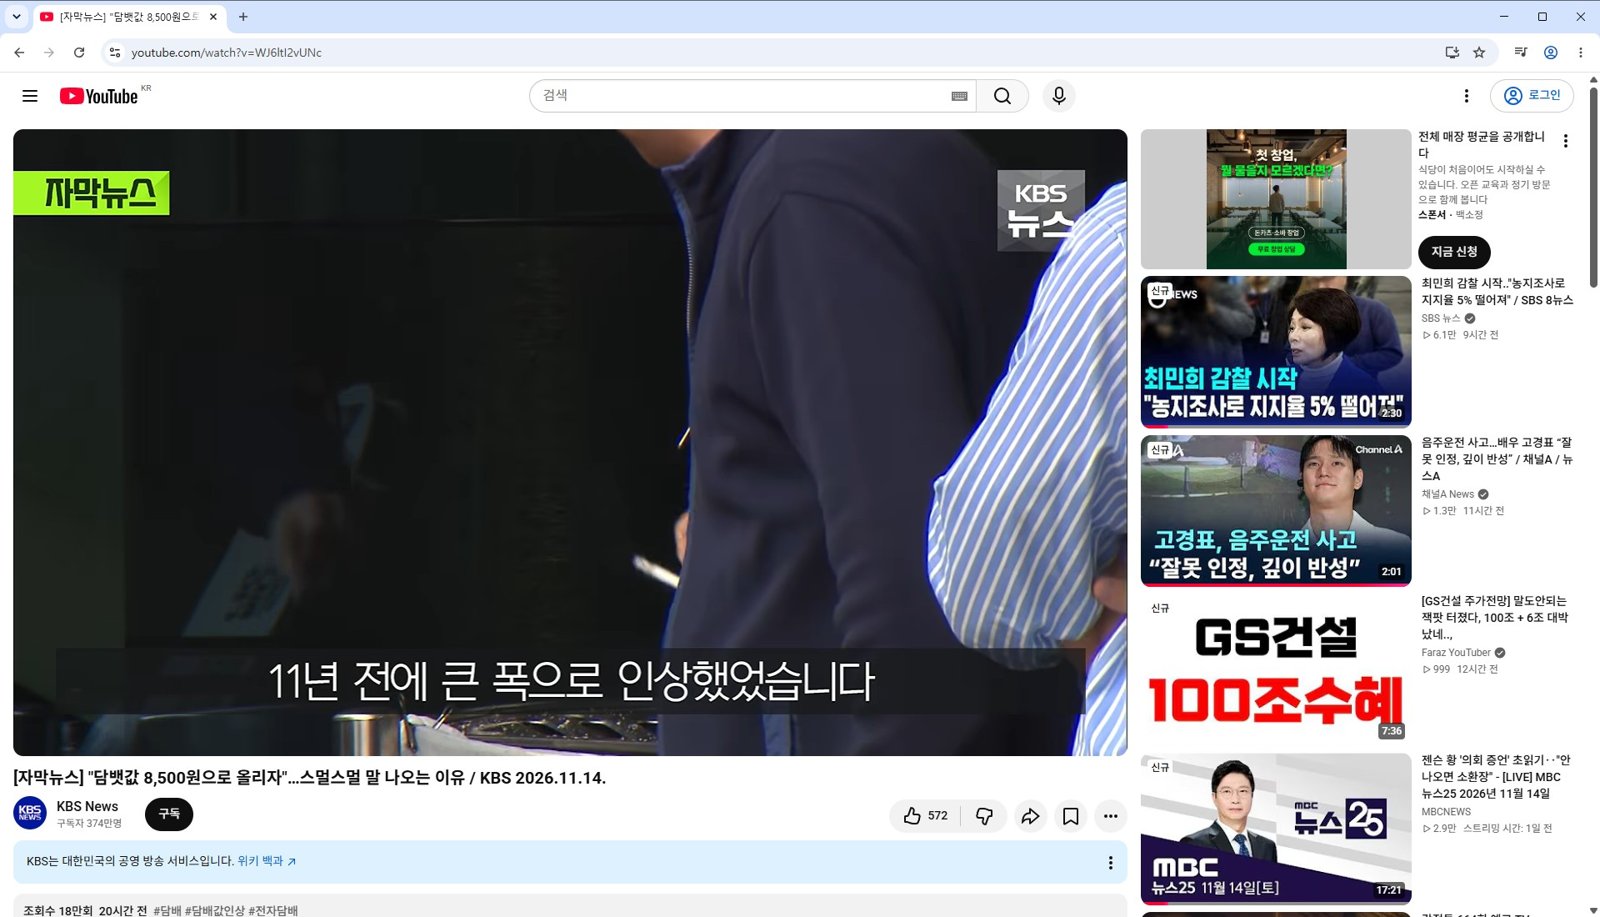 [자막뉴스] "담뱃값 8,500원으로
youtube.com/watch?v=WJ6ltI2vUNc
YouTube KR
검색
로그인
자막뉴스
KBS
뉴스
11년 전에 큰 폭으로 인상했었습니다
[자막뉴스] "담뱃값 8,500원으로 올리자"...스멀스멀 말 나오는 이유 / KBS 2026.11.14.
KBS
NEWS
KBS News
구독자 374만명
구독
572
KBS는 대한민국의 공영 방송 서비스입니다. 위키 백과
조회수 18만회 20시간 전 #담배 #담배값인상 #전자담배
첫 창업,
뭘 물을지 모르겠다면?
돈카츠·소바 창업
무료 창업 상담
전체 매장 평균을 공개합니
다
식당이 처음이어도 시작하실 수
있습니다. 오픈 교육과 정기 방문
으로 함께 봅니다
스폰서 · 백소정
지금 신청
신규
NEWS
최민희 감찰 시작
"농지조사로 지지율 5% 떨어져"
2:30
최민희 감찰 시작.."농지조사로
지지율 5% 떨어져" / SBS 8뉴스
SBS 뉴스
6.1만 9시간 전
신규
Channel A
고경표, 음주운전 사고
“잘못 인정, 깊이 반성”
2:01
음주운전 사고...배우 고경표 “잘
못 인정, 깊이 반성” / 채널A / 뉴
스A
채널A News
1.3만 11시간 전
신규
GS건설
100조수혜
7:36
[GS건설 주가전망] 말도안되는
잭팟 터졌다, 100조 + 6조 대박
났네..,
Faraz YouTuber
999 12시간 전
신규
MBC
뉴스25
MBC
뉴스25 11월 14일[토]
17:21
젠슨 황 '의회 증언' 초읽기··"안
나오면 소환장" - [LIVE] MBC
뉴스25 2026년 11월 14일
MBCNEWS
2.9만 스트리밍 시간: 1일 전